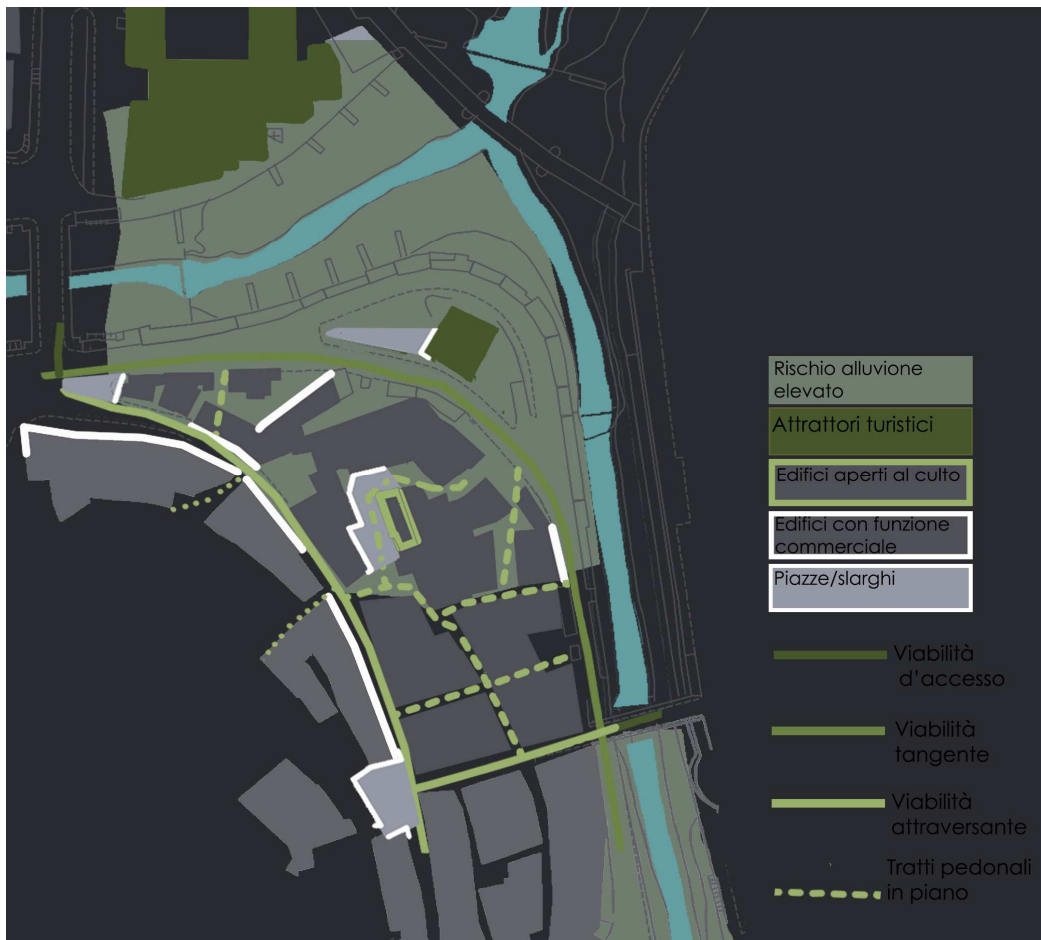 Rischio alluvione
elevato
Attrattori turistici
Edifici aperti al culto
Edifici con funzione
commerciale
Piazze/slarghi
Viabilità
d'accesso
Viabilità
tangente
Viabilità
attraversante
Tratti pedonali
in piano